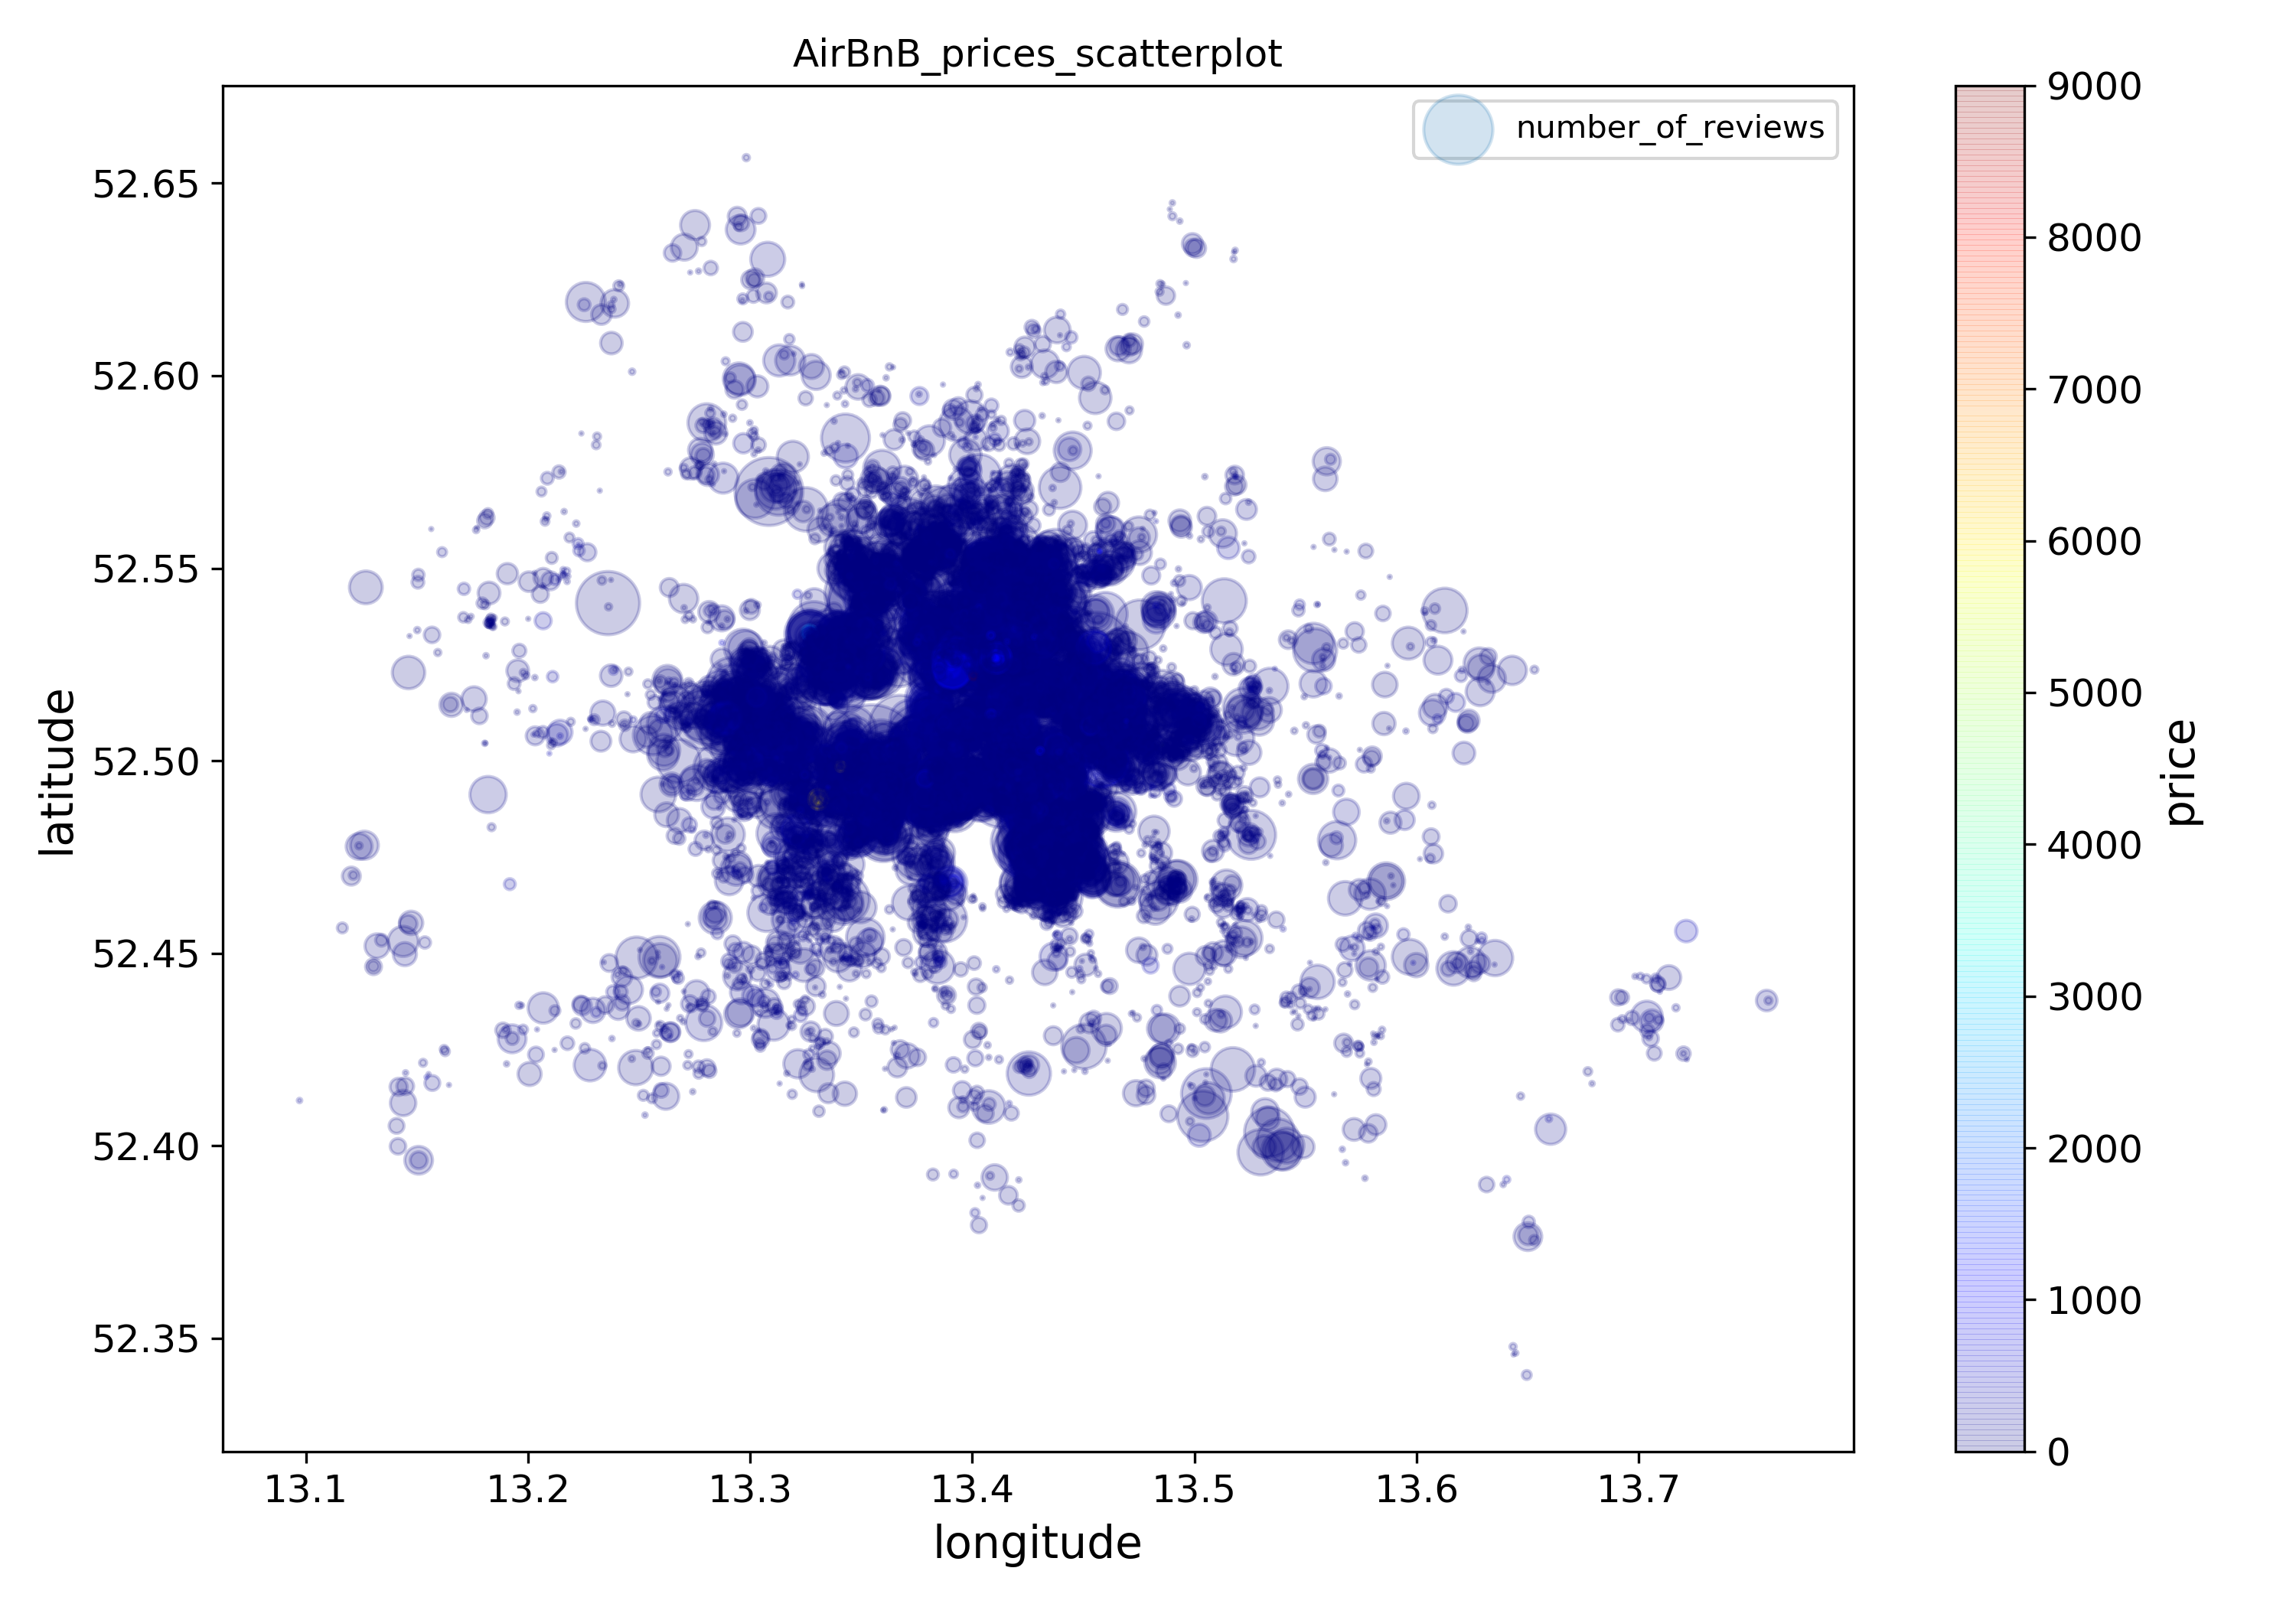 AirBnB_prices_scatterplot
number_of_reviews
latitude
52.65
52.60
52.55
52.50
52.45
52.40
52.35
13.1 13.2 13.3 13.4 13.5 13.6 13.7
longitude
9000
8000
7000
6000
5000
4000
3000
2000
1000
0
price